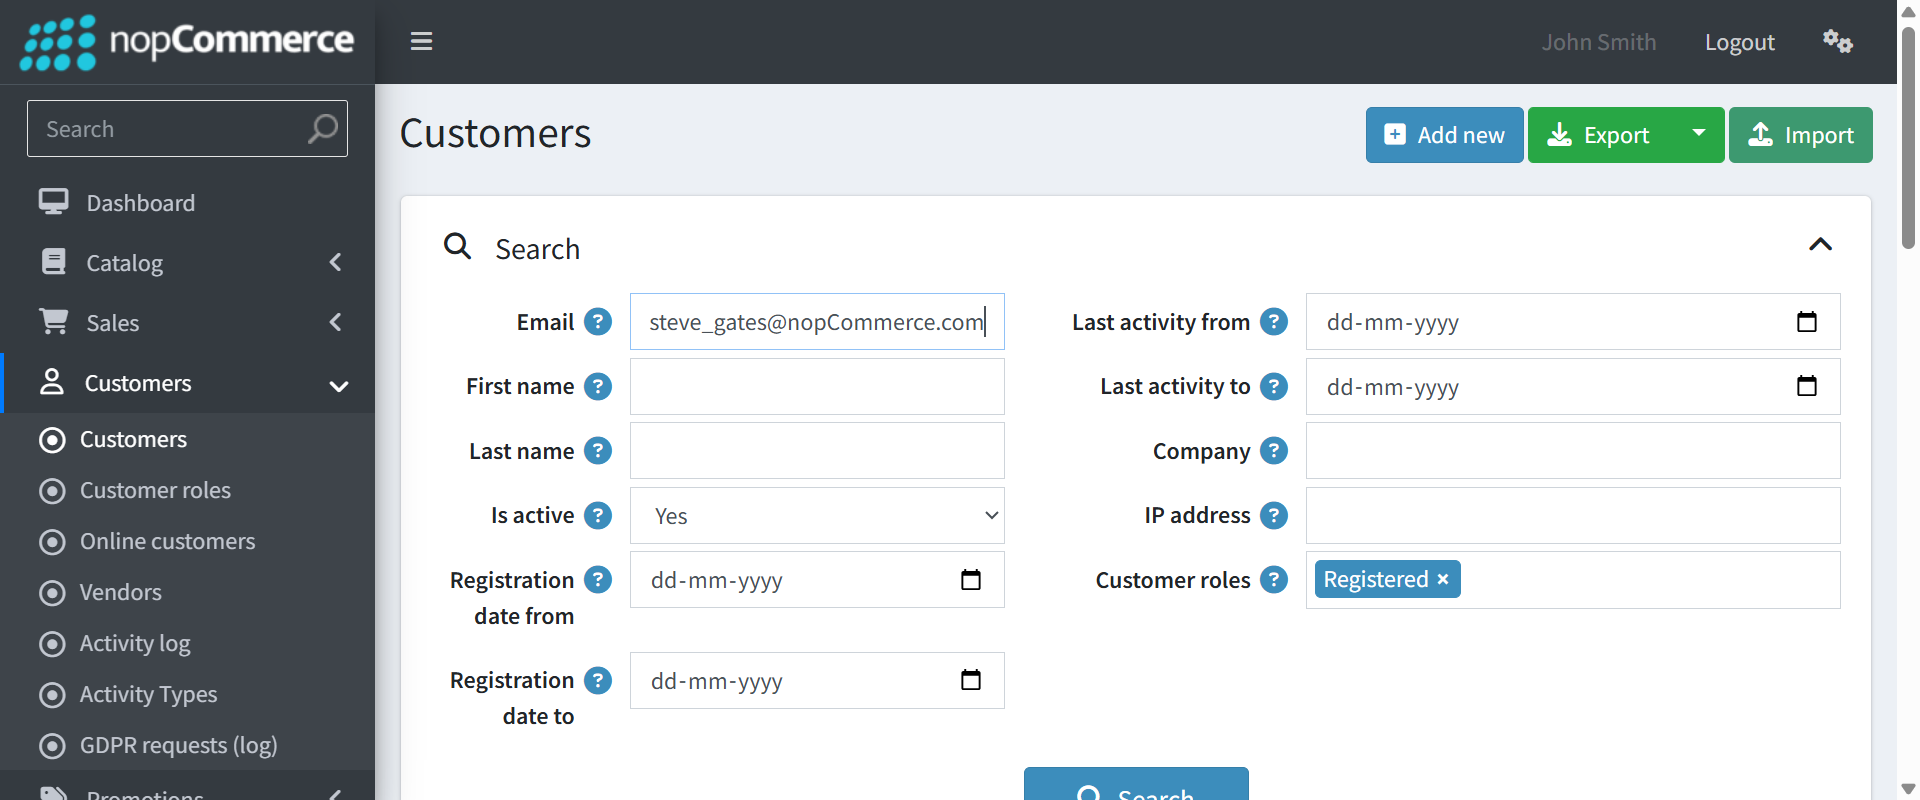 nopCommerce
John Smith
Logout
Search
Customers
Add new
Export
Import
Dashboard
Catalog
Sales
Customers
Customers
Customer roles
Online customers
Vendors
Activity log
Activity Types
GDPR requests (log)
Promotions
Search
Email ?
steve_gates@nopCommerce.com
Last activity from ?
dd-mm-yyyy
First name ?
Last activity to ?
dd-mm-yyyy
Last name ?
Company ?
Is active ?
Yes
IP address ?
Registration date from ?
dd-mm-yyyy
Customer roles ?
Registered ×
Registration date to ?
dd-mm-yyyy
Search